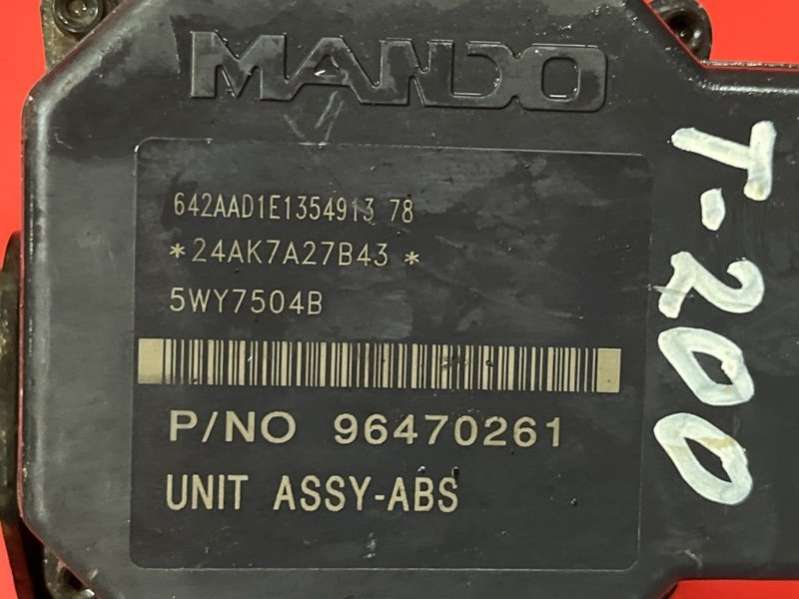 MANDO
642AAD1E1354913 78
*24AK7A27B43 *
5WY7504B
P/NO 96470261
UNIT ASSY-ABS
T-200